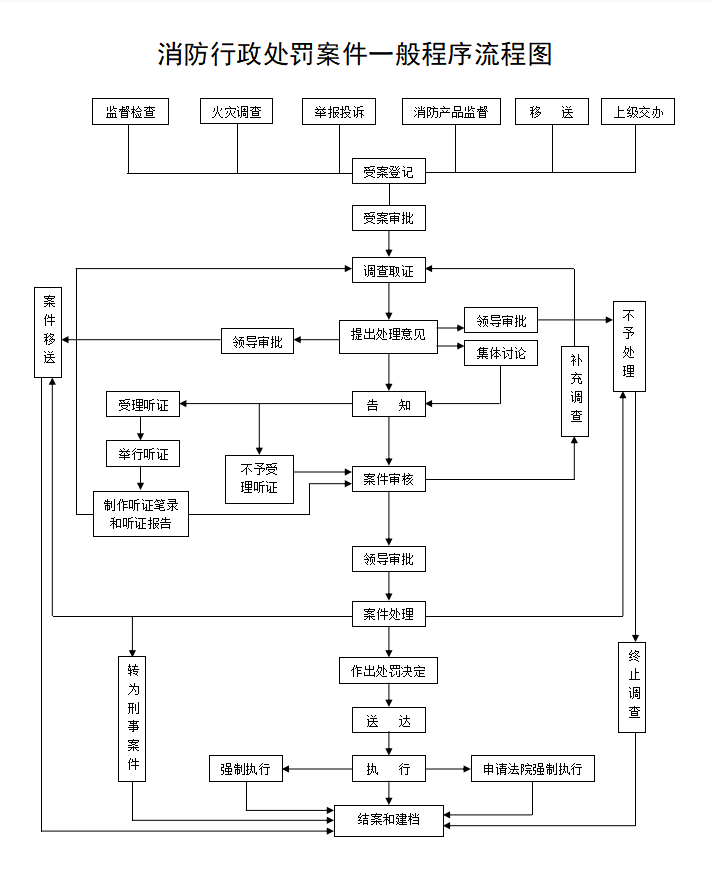 消防行政处罚案件一般程序流程图
监督检查
火灾调查
举报投诉
消防产品监督
移 送
上级交办
受案登记
受案审批
调查取证
案件移送
领导审批
提出处理意见
领导审批
集体讨论
不予处理
补充调查
受理听证
告 知
举行听证
不予受
理听证
案件审核
制作听证笔录
和听证报告
领导审批
案件处理
转为刑事案件
作出处罚决定
终止调查
送 达
强制执行
执 行
申请法院强制执行
结案和建档